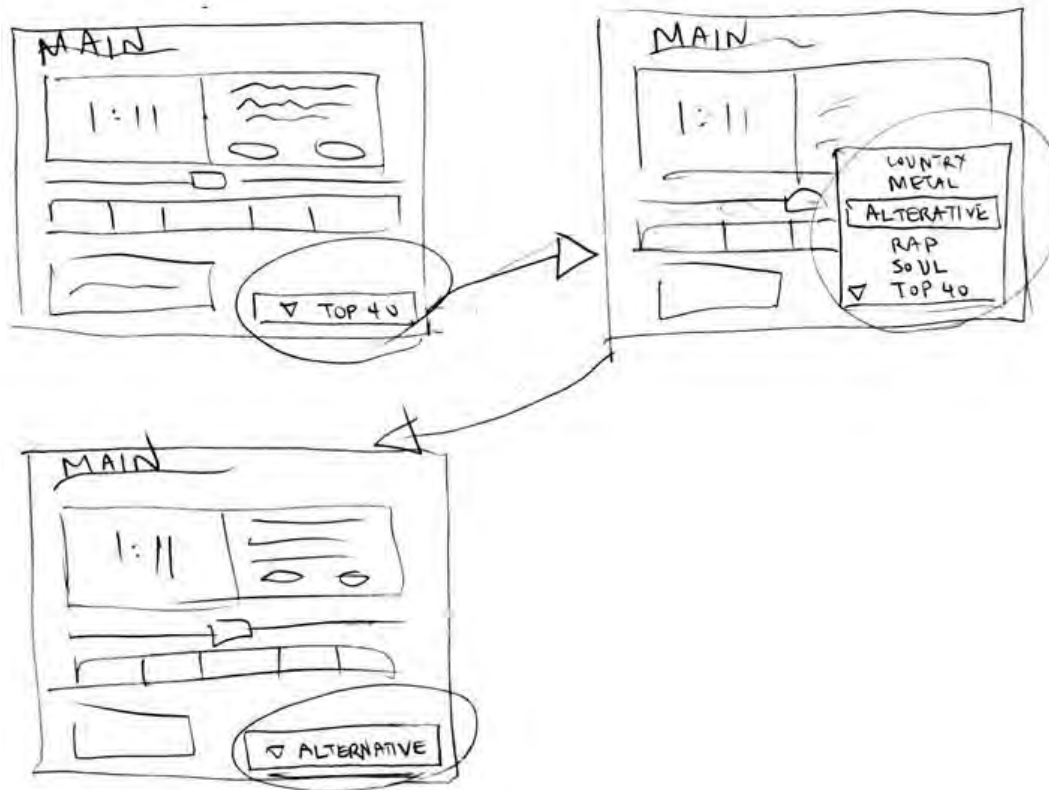 MAIN
1:11
TOP 40
MAIN
1:11
COUNTRY
METAL
ALTERATIVE
RAP
SOUL
TOP 40
MAIN
1:11
ALTERNATIVE